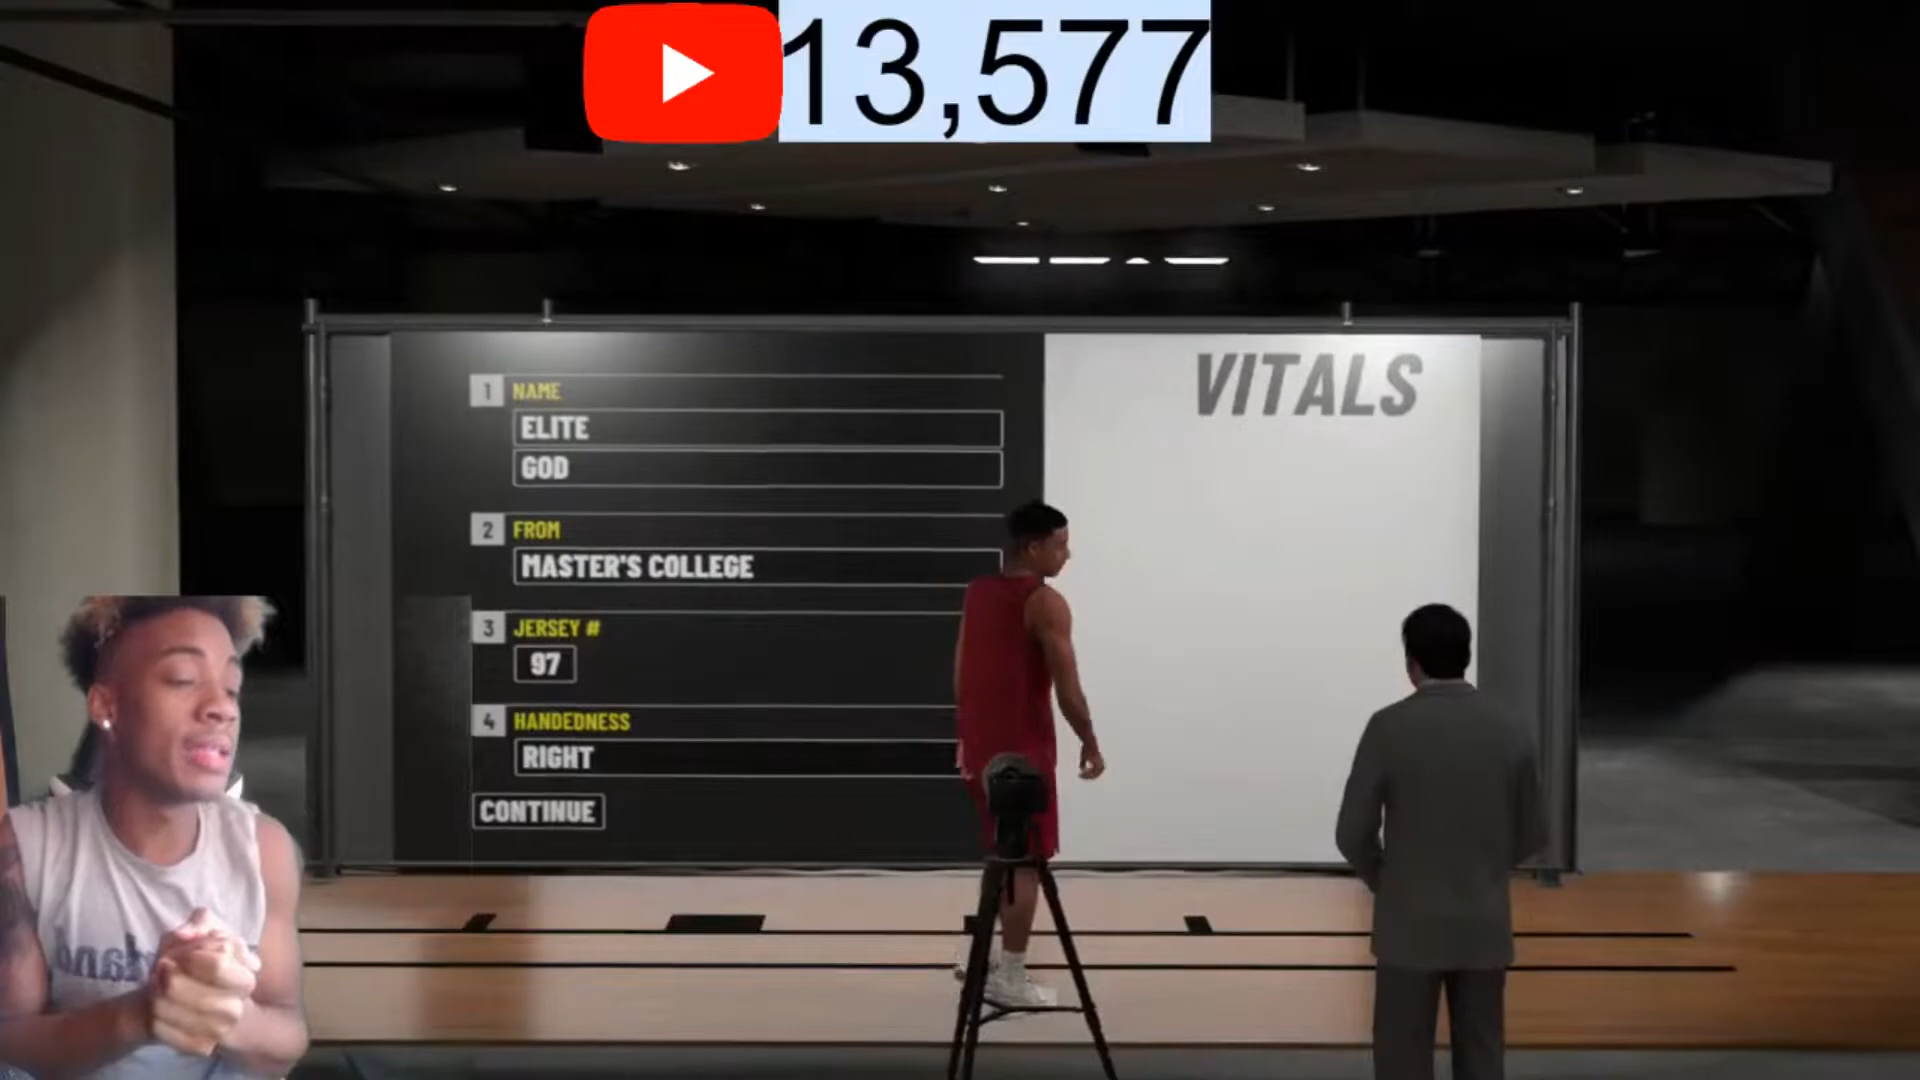 13,577
VITALS
1 NAME
ELITE
GOD
2 FROM
MASTER'S COLLEGE
3 JERSEY #
97
4 HANDEDNESS
RIGHT
CONTINUE